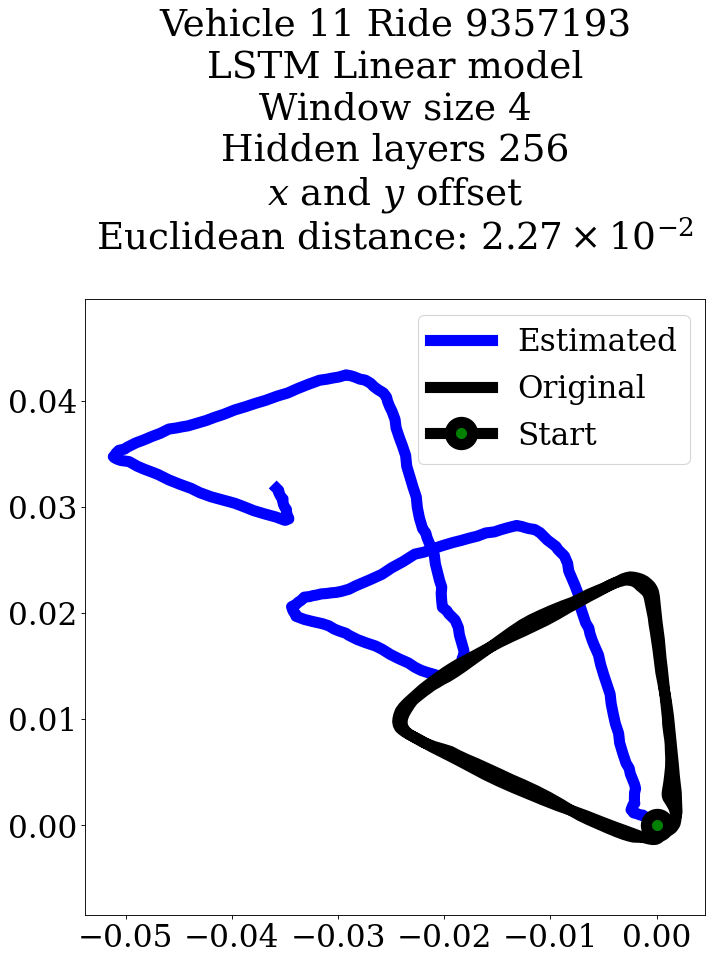 Vehicle 11 Ride 9357193
LSTM Linear model
Window size 4
Hidden layers 256
x and y offset
Euclidean distance: 2.27 × 10⁻²
Estimated
Original
Start
0.04
0.03
0.02
0.01
0.00
−0.05 −0.04 −0.03 −0.02 −0.01 0.00